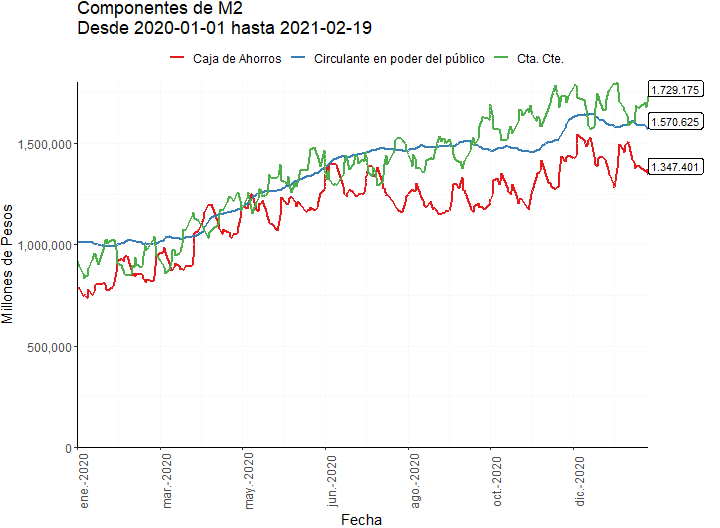 Componentes de M2
Desde 2020-01-01 hasta 2021-02-19
Caja de Ahorros Circulante en poder del público Cta. Cte.
1.729.175
1.570.625
1.347.401
1,500,000
1,000,000
500,000
0
Millones de Pesos
ene.-2020 mar.-2020 may.-2020 jun.-2020 ago.-2020 oct.-2020 dic.-2020
Fecha